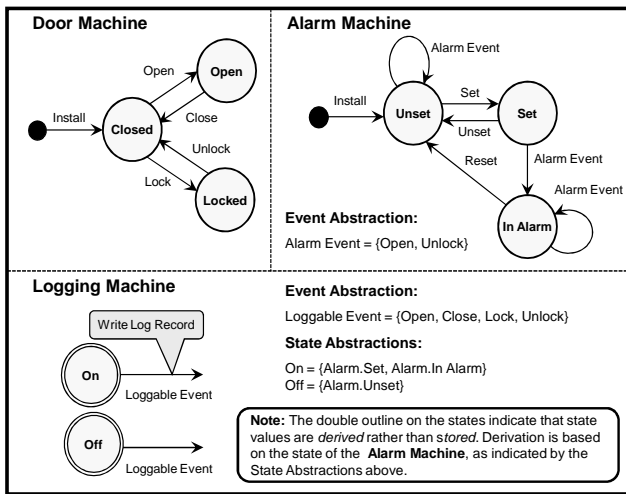 Door Machine
Install
Closed
Open
Open
Close
Unlock
Lock
Locked
Alarm Machine
Alarm Event
Install
Unset
Set
Unset
Set
Reset
Alarm Event
Alarm Event
In Alarm
Event Abstraction:
Alarm Event = {Open, Unlock}
Logging Machine
Write Log Record
On
Loggable Event
Off
Loggable Event
Event Abstraction:
Loggable Event = {Open, Close, Lock, Unlock}
State Abstractions:
On = {Alarm.Set, Alarm.In Alarm}
Off = {Alarm.Unset}
Note: The double outline on the states indicate that state
values are derived rather than stored. Derivation is based
on the state of the Alarm Machine, as indicated by the
State Abstractions above.